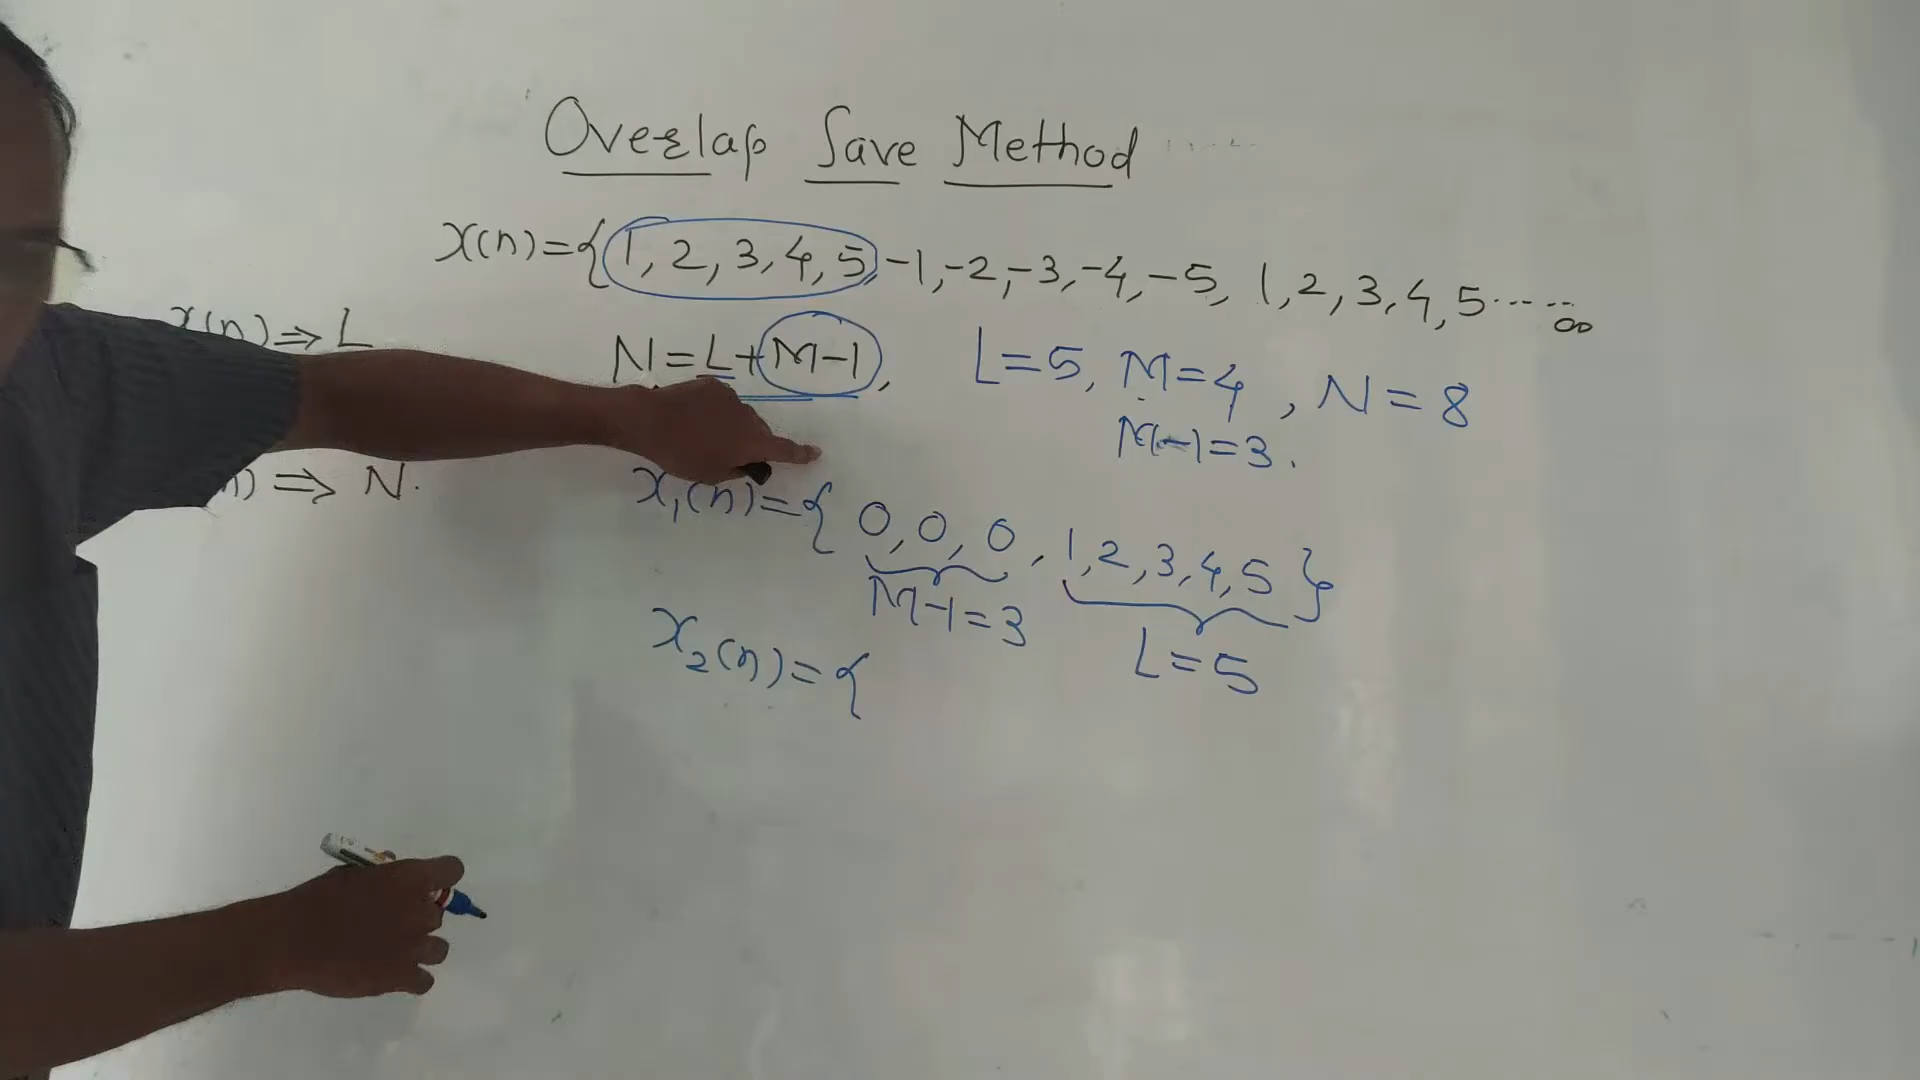 Overlap Save Method
x(n)={1, 2, 3, 4, 5, -1, -2, -3, -4, -5, 1, 2, 3, 4, 5 ...... ∞
x(n) ⇒ L
N=L+M-1, L=5, M=4, N=8
M-1=3.
⇒ N.
x₁(n)={ 0, 0, 0, 1, 2, 3, 4, 5 }
M-1=3
L=5
x₂(n)={